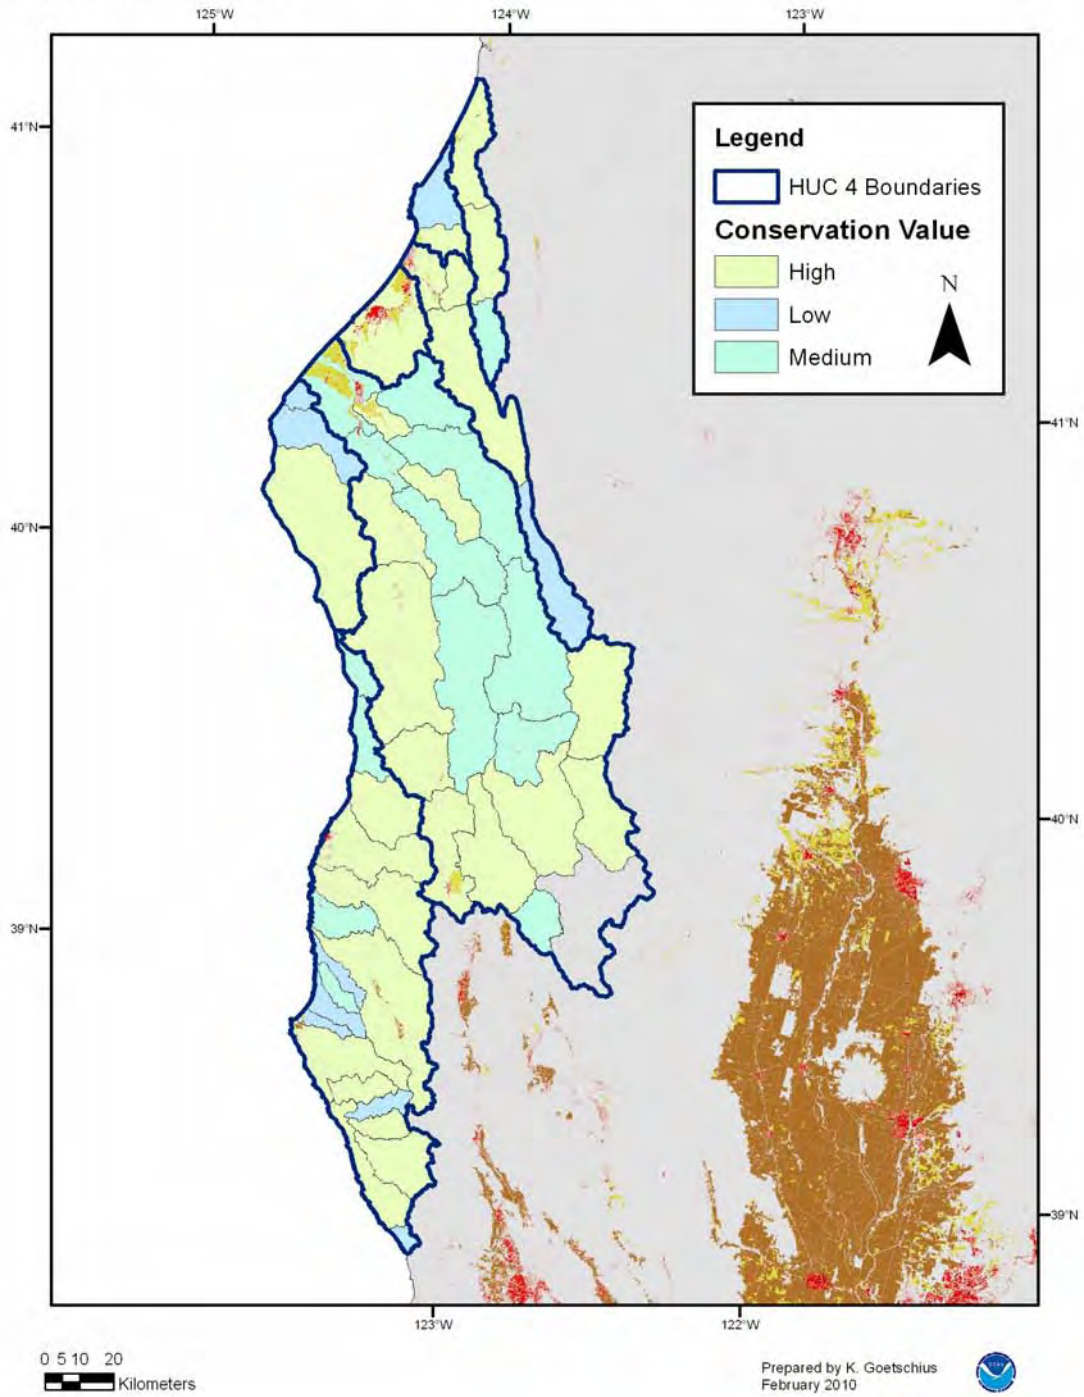 125°W
124°W
123°W
41°N
Legend
HUC 4 Boundaries
Conservation Value
High
N
Low
Medium
41°N
40°N
40°N
39°N
39°N
123°W
122°W
0 5 10 20
Kilometers
Prepared by K. Goetschius
February 2010